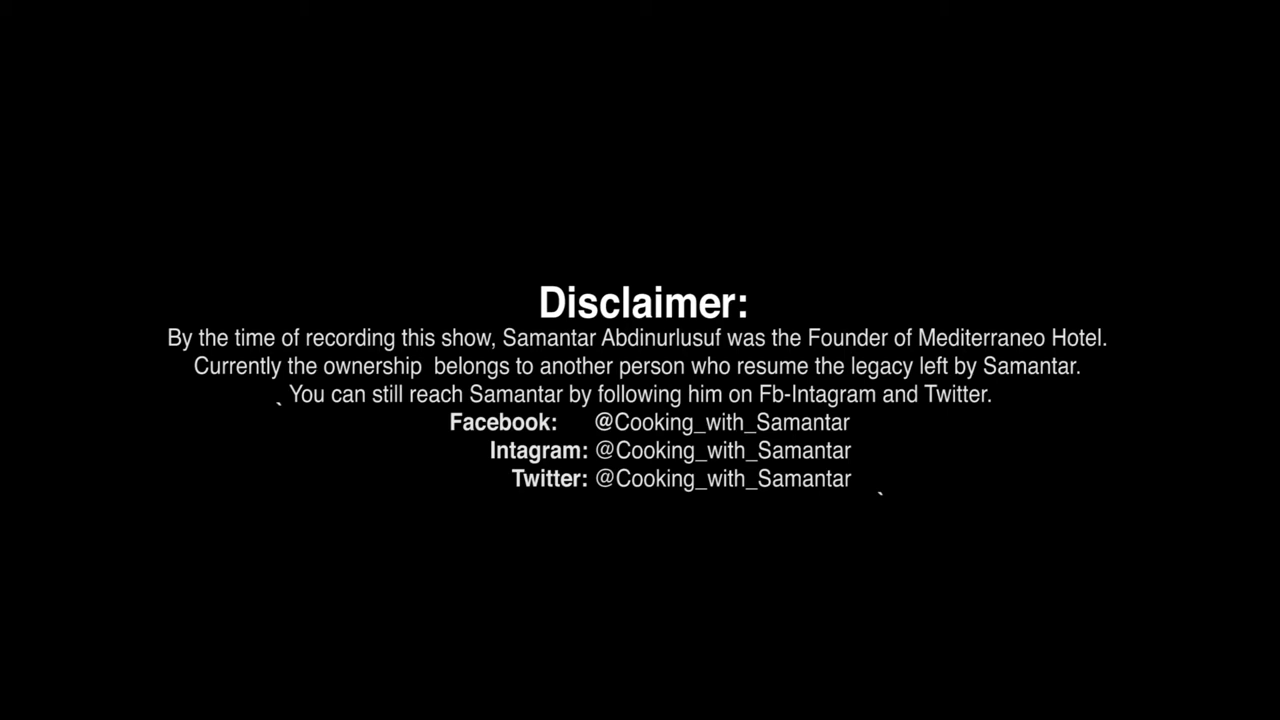 Disclaimer:
By the time of recording this show, Samantar Abdinurlusuf was the Founder of Mediterraneo Hotel.
Currently the ownership belongs to another person who resume the legacy left by Samantar.
` You can still reach Samantar by following him on Fb-Intagram and Twitter.
Facebook: @Cooking_with_Samantar
Intagram: @Cooking_with_Samantar
Twitter: @Cooking_with_Samantar
`